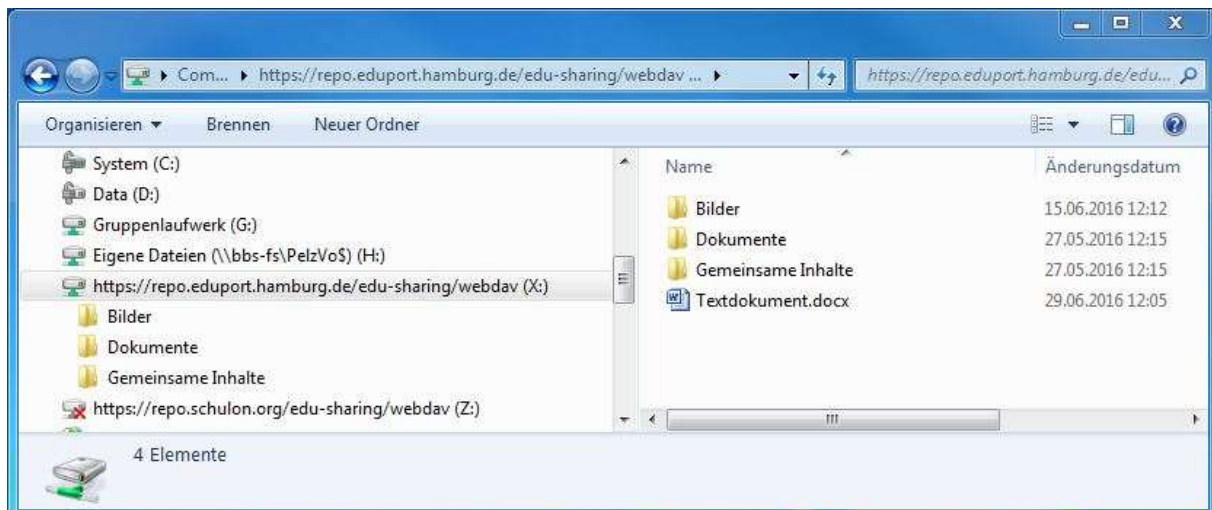 Com... https://repo.eduport.hamburg.de/edu-sharing/webdav ... https://repo.eduport.hamburg.de/edu...
Organisieren Brennen Neuer Ordner
System (C:)
Data (D:)
Gruppenlaufwerk (G:)
Eigene Dateien (\\bbs-fs\PelzVo$) (H:)
https://repo.eduport.hamburg.de/edu-sharing/webdav (X:)
Bilder
Dokumente
Gemeinsame Inhalte
https://repo.schulon.org/edu-sharing/webdav (Z:)
Name Änderungsdatum
Bilder 15.06.2016 12:12
Dokumente 27.05.2016 12:15
Gemeinsame Inhalte 27.05.2016 12:15
Textdokument.docx 29.06.2016 12:05
4 Elemente